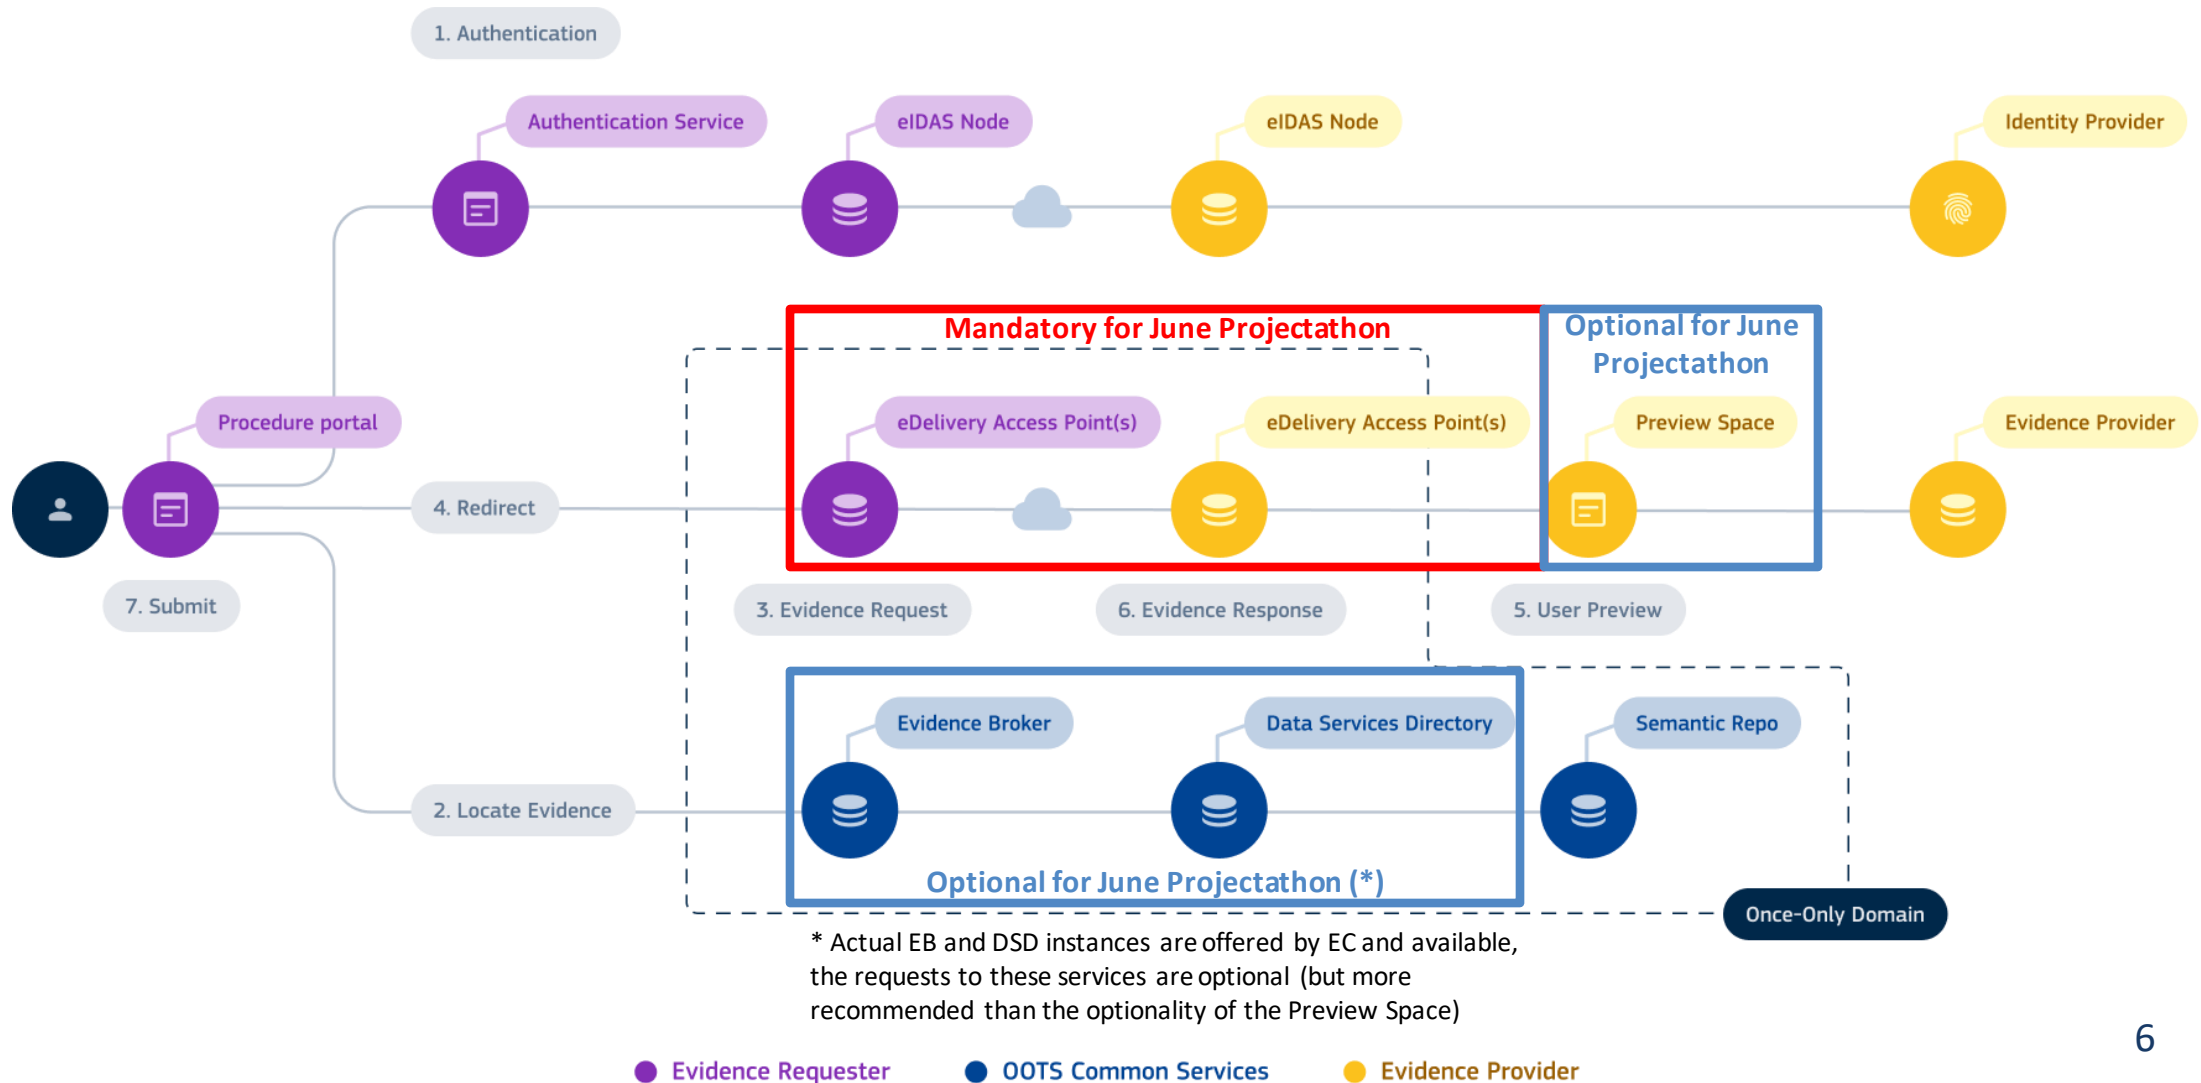 1. Authentication
Authentication Service
eIDAS Node
eIDAS Node
Identity Provider
Mandatory for June Projectathon
Optional for June
Projectathon
Procedure portal
eDelivery Access Point(s)
eDelivery Access Point(s)
Preview Space
Evidence Provider
4. Redirect
7. Submit
3. Evidence Request
6. Evidence Response
5. User Preview
Evidence Broker
Data Services Directory
Semantic Repo
2. Locate Evidence
Optional for June Projectathon (*)
Once-Only Domain
* Actual EB and DSD instances are offered by EC and available,
the requests to these services are optional (but more
recommended than the optionality of the Preview Space)
6
Evidence Requester
OOTS Common Services
Evidence Provider